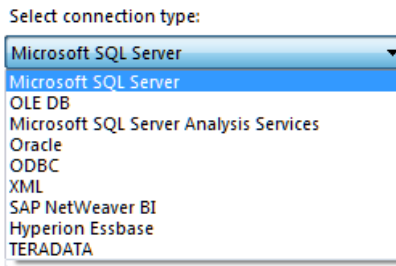 Select connection type:
Microsoft SQL Server
Microsoft SQL Server
OLE DB
Microsoft SQL Server Analysis Services
Oracle
ODBC
XML
SAP NetWeaver BI
Hyperion Essbase
TERADATA